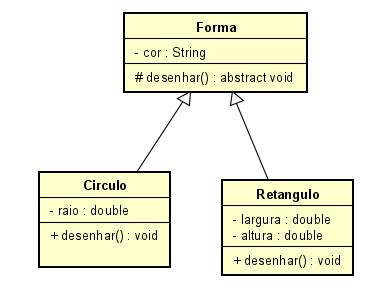 Forma
- cor : String
# desenhar() : abstract void
Circulo
- raio : double
+ desenhar() : void
Retangulo
- largura : double
- altura : double
+ desenhar() : void